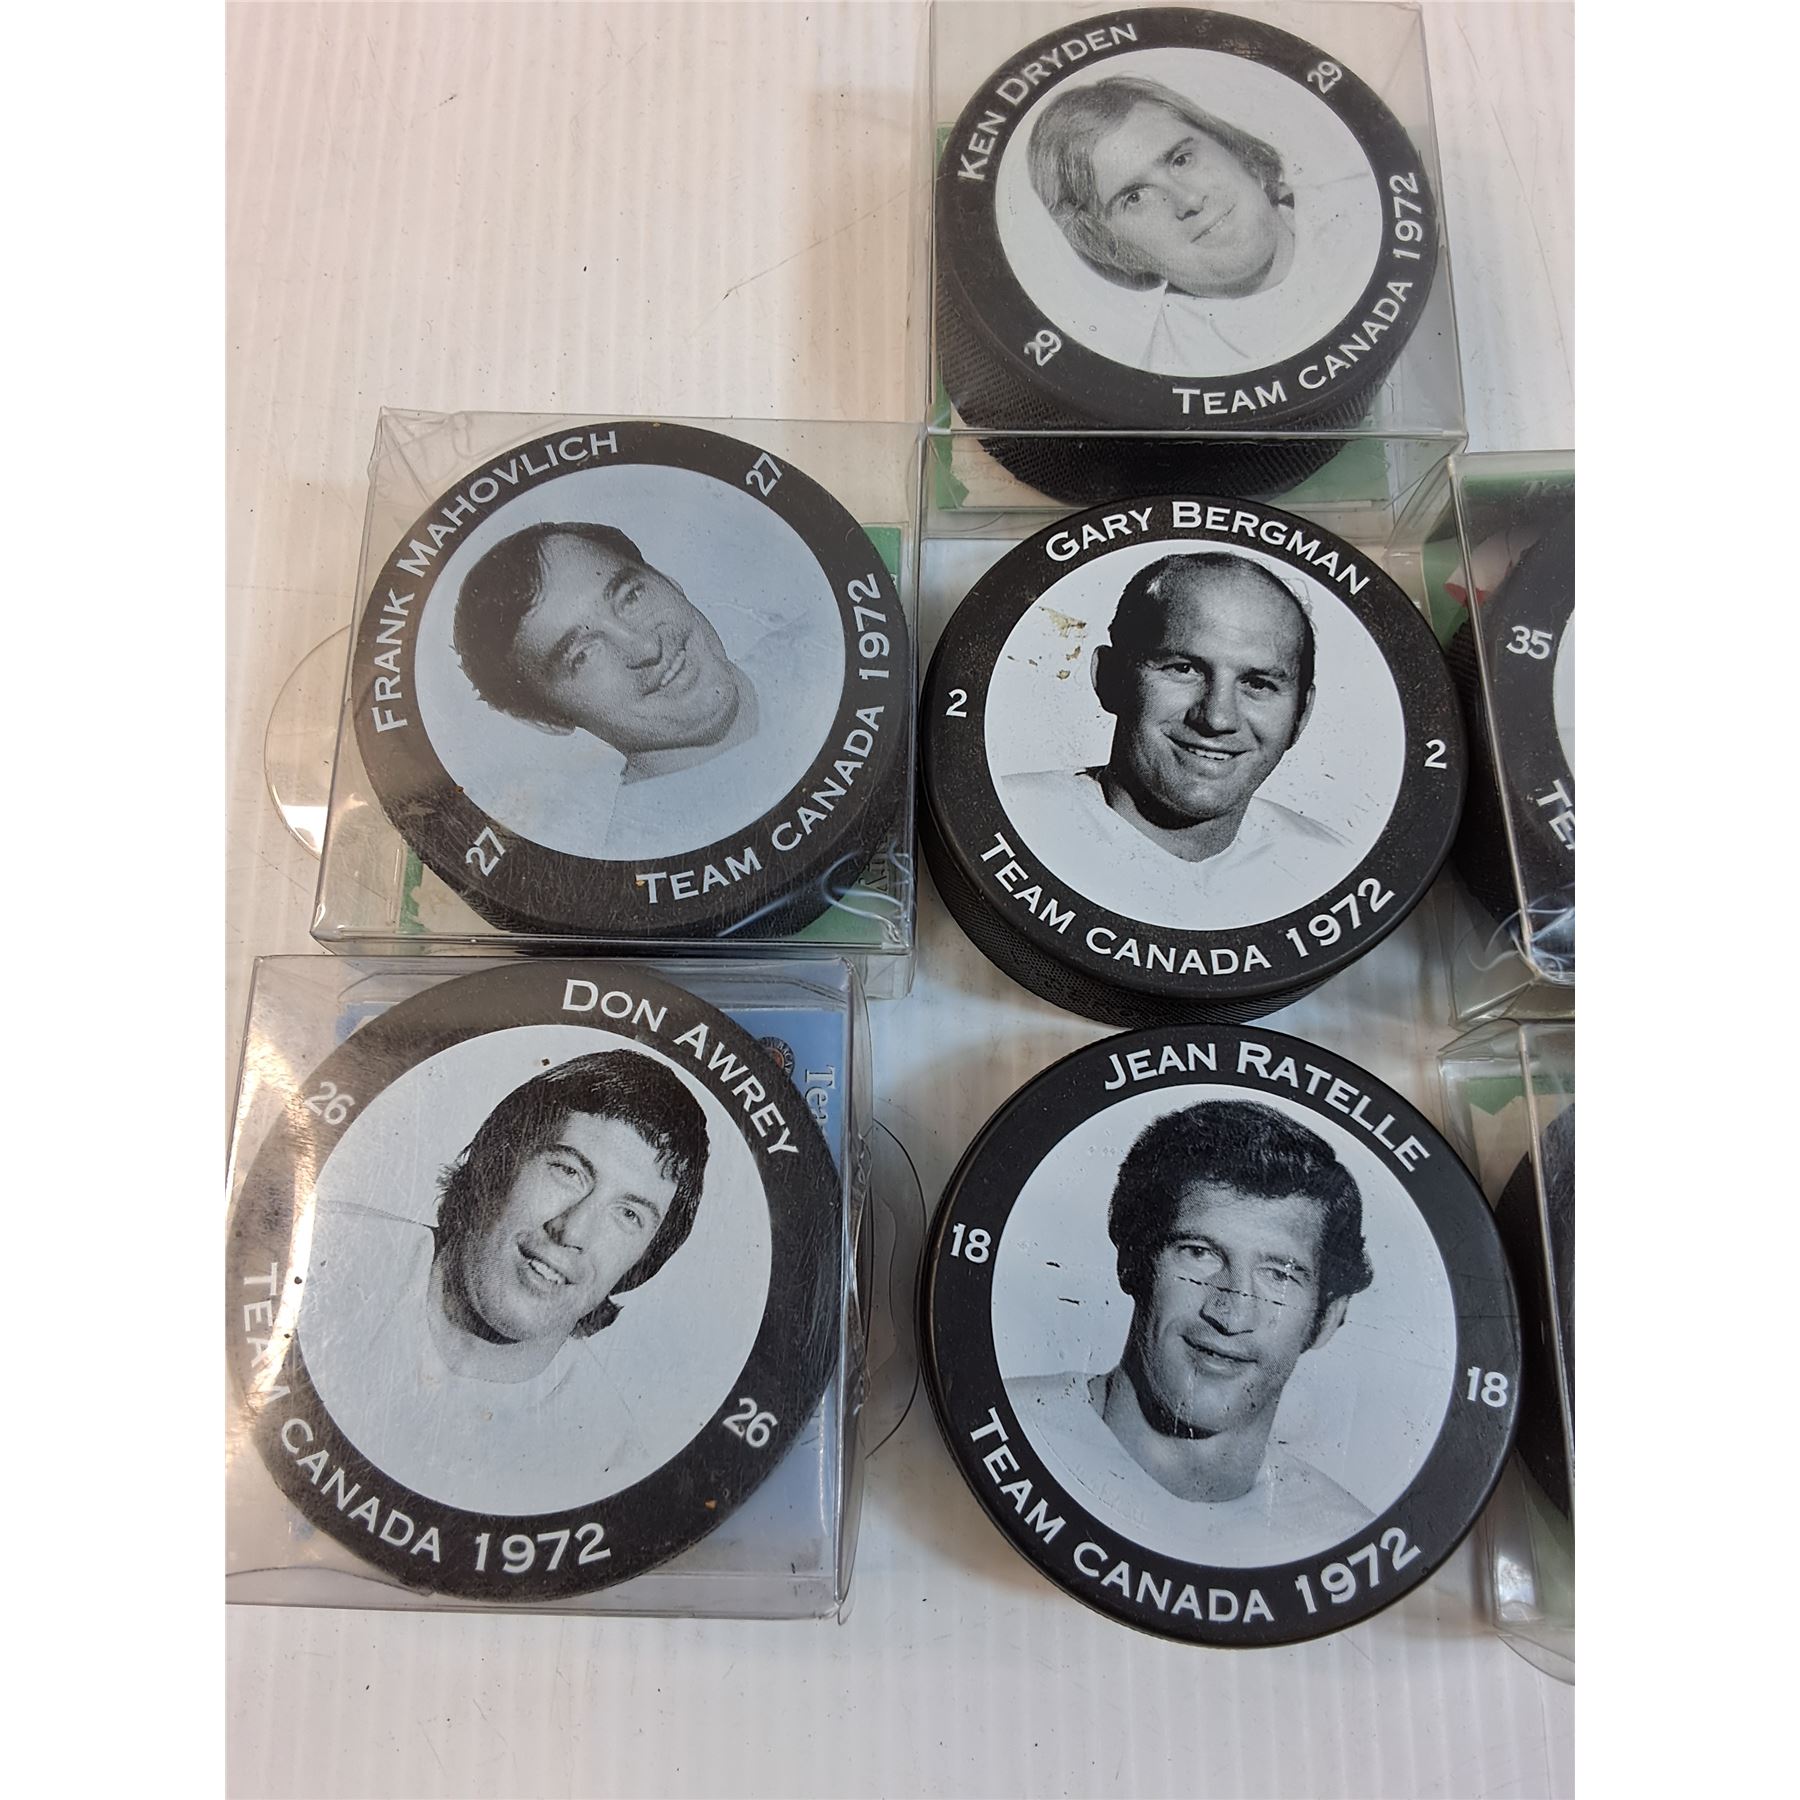 KEN DRYDEN
29
29
TEAM CANADA 1972
FRANK MAHOVLICH
27
27
TEAM CANADA 1972
GARY BERGMAN
2
2
TEAM CANADA 1972
35
DON AWREY
26
26
TEAM CANADA 1972
JEAN RATELLE
18
18
TEAM CANADA 1972